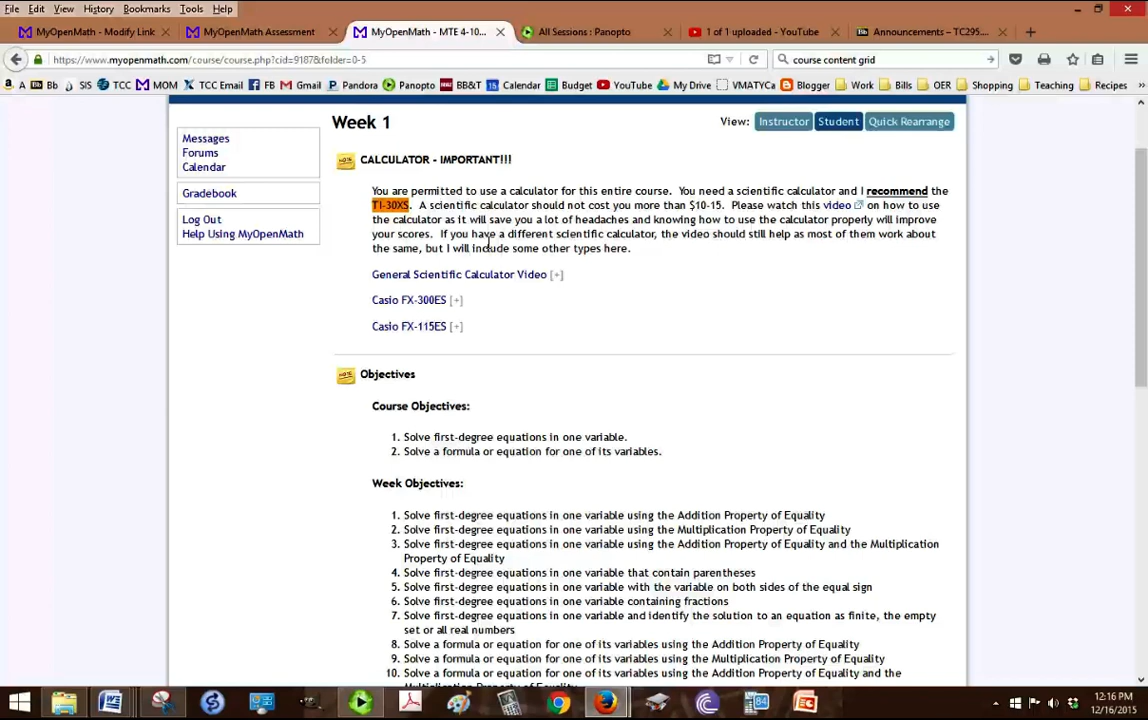 File Edit View History Bookmarks Tools Help
MyOpenMath - Modify Link × MyOpenMath Assessment × MyOpenMath - MTE 4-10... × All Sessions : Panopto × 1 of 1 uploaded - YouTube × Announcements – TC295.... × +
https://www.myopenmath.com/course/course.php?cid=9187&folder=0-5 course content grid
A Bb SIS TCC MOM TCC Email FB Gmail Pandora Panopto BB&T Calendar Budget YouTube My Drive VMATYCa Blogger Work Bills OER Shopping Teaching Recipes »
Week 1 View: Instructor Student Quick Rearrange
Messages
Forums
Calendar
Gradebook
Log Out
Help Using MyOpenMath
NOTE CALCULATOR - IMPORTANT!!!
You are permitted to use a calculator for this entire course. You need a scientific calculator and I recommend the
TI-30XS. A scientific calculator should not cost you more than $10-15. Please watch this video on how to use
the calculator as it will save you a lot of headaches and knowing how to use the calculator properly will improve
your scores. If you have a different scientific calculator, the video should still help as most of them work about
the same, but I will include some other types here.
General Scientific Calculator Video [+]
Casio FX-300ES [+]
Casio FX-115ES [+]
NOTE Objectives
Course Objectives:
1. Solve first-degree equations in one variable.
2. Solve a formula or equation for one of its variables.
Week Objectives:
1. Solve first-degree equations in one variable using the Addition Property of Equality
2. Solve first-degree equations in one variable using the Multiplication Property of Equality
3. Solve first-degree equations in one variable using the Addition Property of Equality and the Multiplication
Property of Equality
4. Solve first-degree equations in one variable that contain parentheses
5. Solve first-degree equations in one variable with the variable on both sides of the equal sign
6. Solve first-degree equations in one variable containing fractions
7. Solve first-degree equations in one variable and identify the solution to an equation as finite, the empty
set or all real numbers
8. Solve a formula for one of its variables using the Addition Property of Equality
9. Solve a formula for one of its variables using the Multiplication Property of Equality
10. Solve a formula for one of its variables using the Addition Property of Equality and the
Multiplication Property of Equality
12:16 PM
12/16/2015